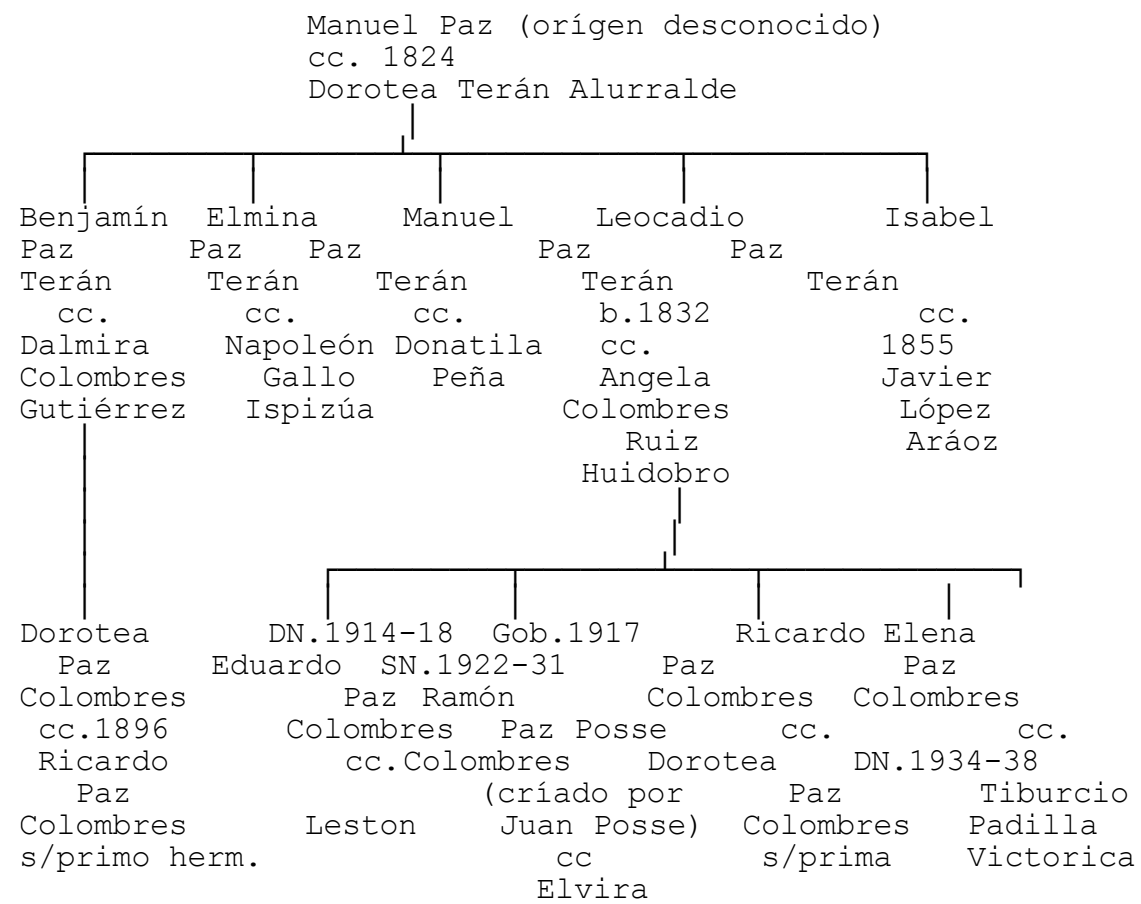 Manuel Paz (orígen desconocido)
cc. 1824
Dorotea Terán Alurralde
Benjamín Elmina Manuel Leocadio Isabel
Paz Paz Paz Paz Paz
Terán Terán Terán Terán Terán
cc. cc. cc. b.1832 cc.
Dalmira Napoleón Donatila cc. 1855
Colombres Gallo Peña Angela Javier
Gutiérrez Ispizúa Colombres López
Ruiz Aráoz
Huidobro
Dorotea DN.1914-18 Gob.1917 Ricardo Elena
Paz Eduardo SN.1922-31 Paz Paz
Colombres Paz Ramón Colombres Colombres
cc.1896 Colombres Paz Posse cc. cc.
Ricardo cc.Colombres Dorotea DN.1934-38
Paz (críado por Paz Tiburcio
Colombres Leston Juan Posse) Colombres Padilla
s/primo herm. cc s/prima Victorica
Elvira